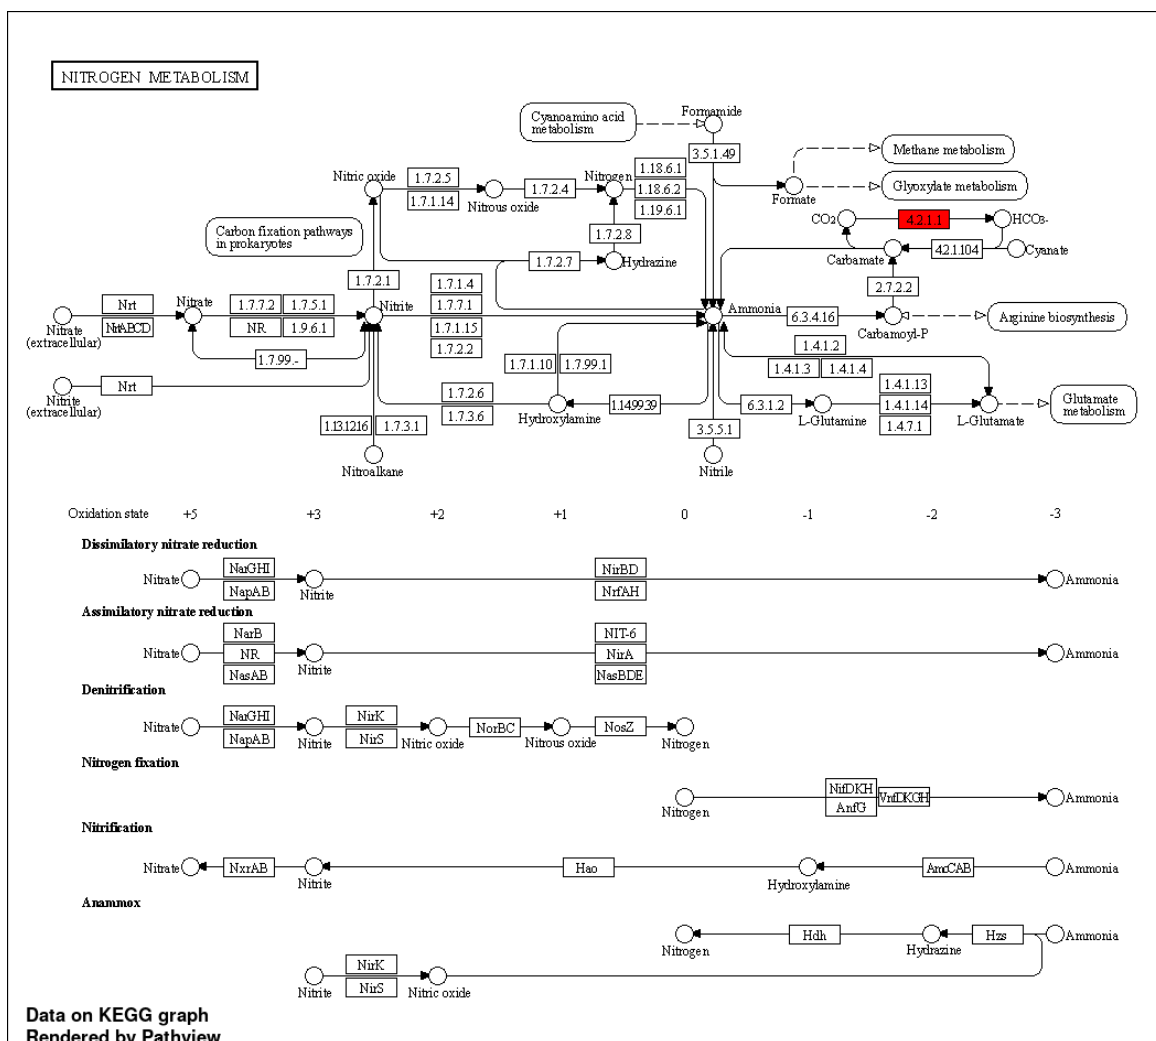 NITROGEN METABOLISM
Cyanoamino acid
metabolism
Formamide
3.5.1.49
Methane metabolism
Glyoxylate metabolism
Formate
Nitric oxide
1.7.2.5
1.7.1.14
Nitrous oxide
1.7.2.4
Nitrogen
1.18.6.1
1.18.6.2
1.19.6.1
CO2
4.2.1.1
HCO3-
Carbon fixation pathways
in prokaryotes
1.7.2.8
1.7.2.7
Hydrazine
Carbamate
4.2.1.104
Cyanate
1.7.2.1
2.7.2.2
Nrt
NrtABCD
Nitrate
(extracellular)
Nitrate
1.7.7.2
1.7.5.1
NR
1.9.6.1
Nitrite
1.7.1.4
1.7.7.1
1.7.1.15
1.7.2.2
Ammonia
6.3.4.16
Carbamoyl-P
Arginine biosynthesis
1.7.99.-
1.7.1.10
1.7.99.1
1.4.1.2
1.4.1.3
1.4.1.4
Nrt
Nitrite
(extracellular)
1.7.2.6
1.7.3.6
Hydroxylamine
1.14.99.39
6.3.1.2
L-Glutamine
1.4.1.13
1.4.1.14
1.4.7.1
L-Glutamate
Glutamate
metabolism
1.13.12.16
1.7.3.1
3.5.5.1
Nitroalkane
Nitrile
Oxidation state +5 +3 +2 +1 0 -1 -2 -3
Dissimilatory nitrate reduction
Nitrate
NarGHI
NapAB
Nitrite
NirBD
NrfAH
Ammonia
Assimilatory nitrate reduction
Nitrate
NarB
NR
NasAB
Nitrite
NIT-6
NirA
NasBDE
Ammonia
Denitrification
Nitrate
NarGHI
NapAB
Nitrite
NirK
NirS
Nitric oxide
NorBC
Nitrous oxide
NosZ
Nitrogen
Nitrogen fixation
Nitrogen
NifDKH
AnfG
VnfDKGH
Ammonia
Nitrification
Nitrate
NxrAB
Nitrite
Hao
Hydroxylamine
AmoCAB
Ammonia
Anammox
Nitrogen
Hdh
Hydrazine
Hzs
Ammonia
Nitrite
NirK
NirS
Nitric oxide
Data on KEGG graph
Rendered by Pathview